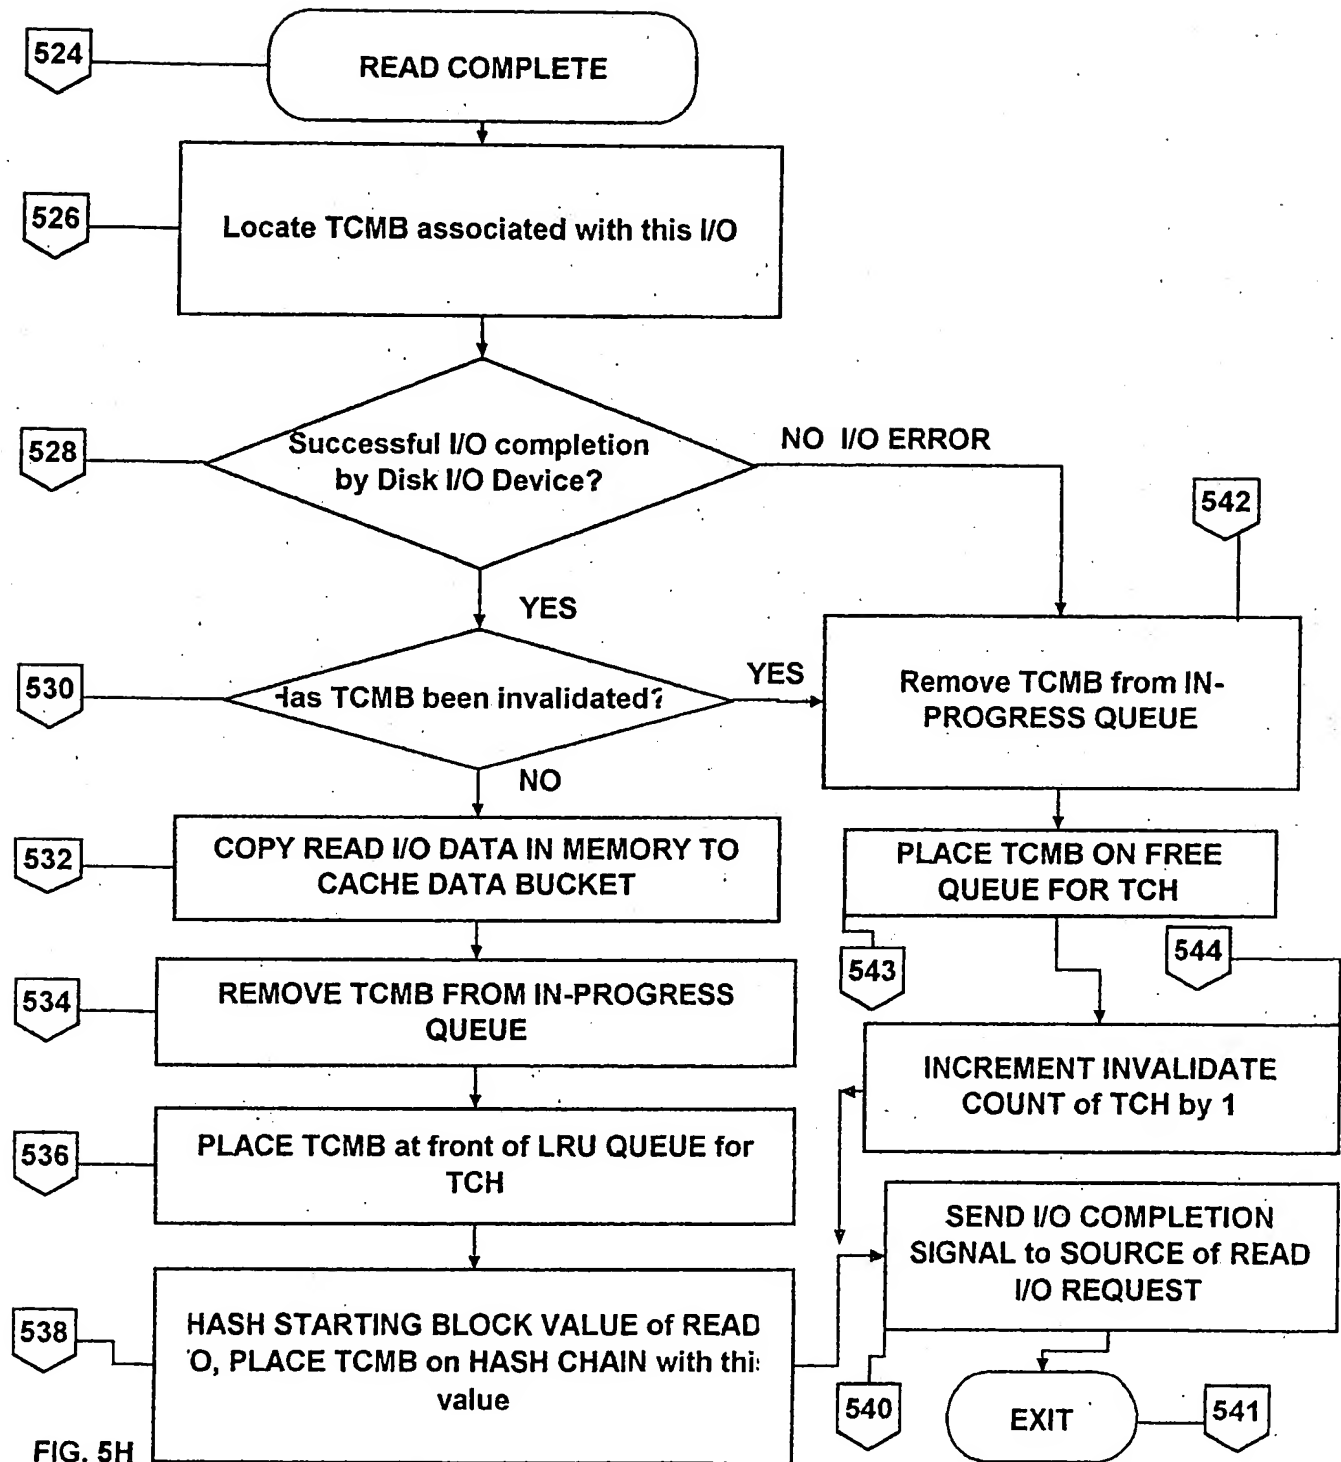 524
READ COMPLETE
526
Locate TCMB associated with this I/O
528
Successful I/O completion
by Disk I/O Device?
NO I/O ERROR
542
YES
530
Has TCMB been invalidated?
YES
Remove TCMB from IN-
PROGRESS QUEUE
NO
532
COPY READ I/O DATA IN MEMORY TO
CACHE DATA BUCKET
PLACE TCMB ON FREE
QUEUE FOR TCH
543
544
534
REMOVE TCMB FROM IN-PROGRESS
QUEUE
INCREMENT INVALIDATE
COUNT of TCH by 1
536
PLACE TCMB at front of LRU QUEUE for
TCH
SEND I/O COMPLETION
SIGNAL to SOURCE of READ
I/O REQUEST
538
HASH STARTING BLOCK VALUE of READ
'O, PLACE TCMB on HASH CHAIN with this
value
540
EXIT
541
FIG. 5H